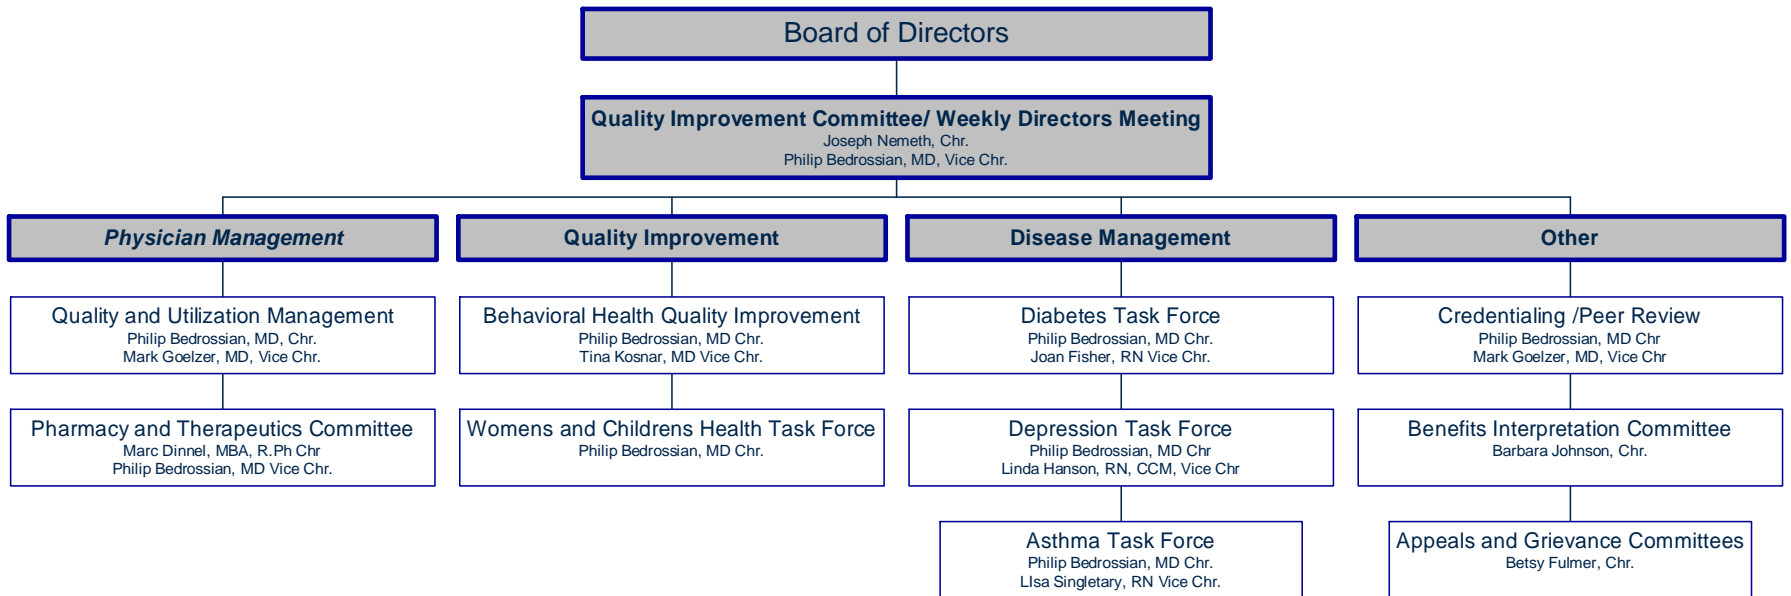 Board of Directors
Quality Improvement Committee/ Weekly Directors Meeting
Joseph Nemeth, Chr.
Philip Bedrossian, MD, Vice Chr.
Physician Management
Quality and Utilization Management
Philip Bedrossian, MD, Chr.
Mark Goelzer, MD, Vice Chr.
Pharmacy and Therapeutics Committee
Marc Dinnel, MBA, R.Ph Chr
Philip Bedrossian, MD Vice Chr.
Quality Improvement
Behavioral Health Quality Improvement
Philip Bedrossian, MD Chr.
Tina Kosnar, MD Vice Chr.
Womens and Childrens Health Task Force
Philip Bedrossian, MD Chr.
Disease Management
Diabetes Task Force
Philip Bedrossian, MD Chr.
Joan Fisher, RN Vice Chr.
Depression Task Force
Philip Bedrossian, MD Chr
Linda Hanson, RN, CCM, Vice Chr
Asthma Task Force
Philip Bedrossian, MD Chr.
LIsa Singletary, RN Vice Chr.
Other
Credentialing /Peer Review
Philip Bedrossian, MD Chr
Mark Goelzer, MD, Vice Chr
Benefits Interpretation Committee
Barbara Johnson, Chr.
Appeals and Grievance Committees
Betsy Fulmer, Chr.